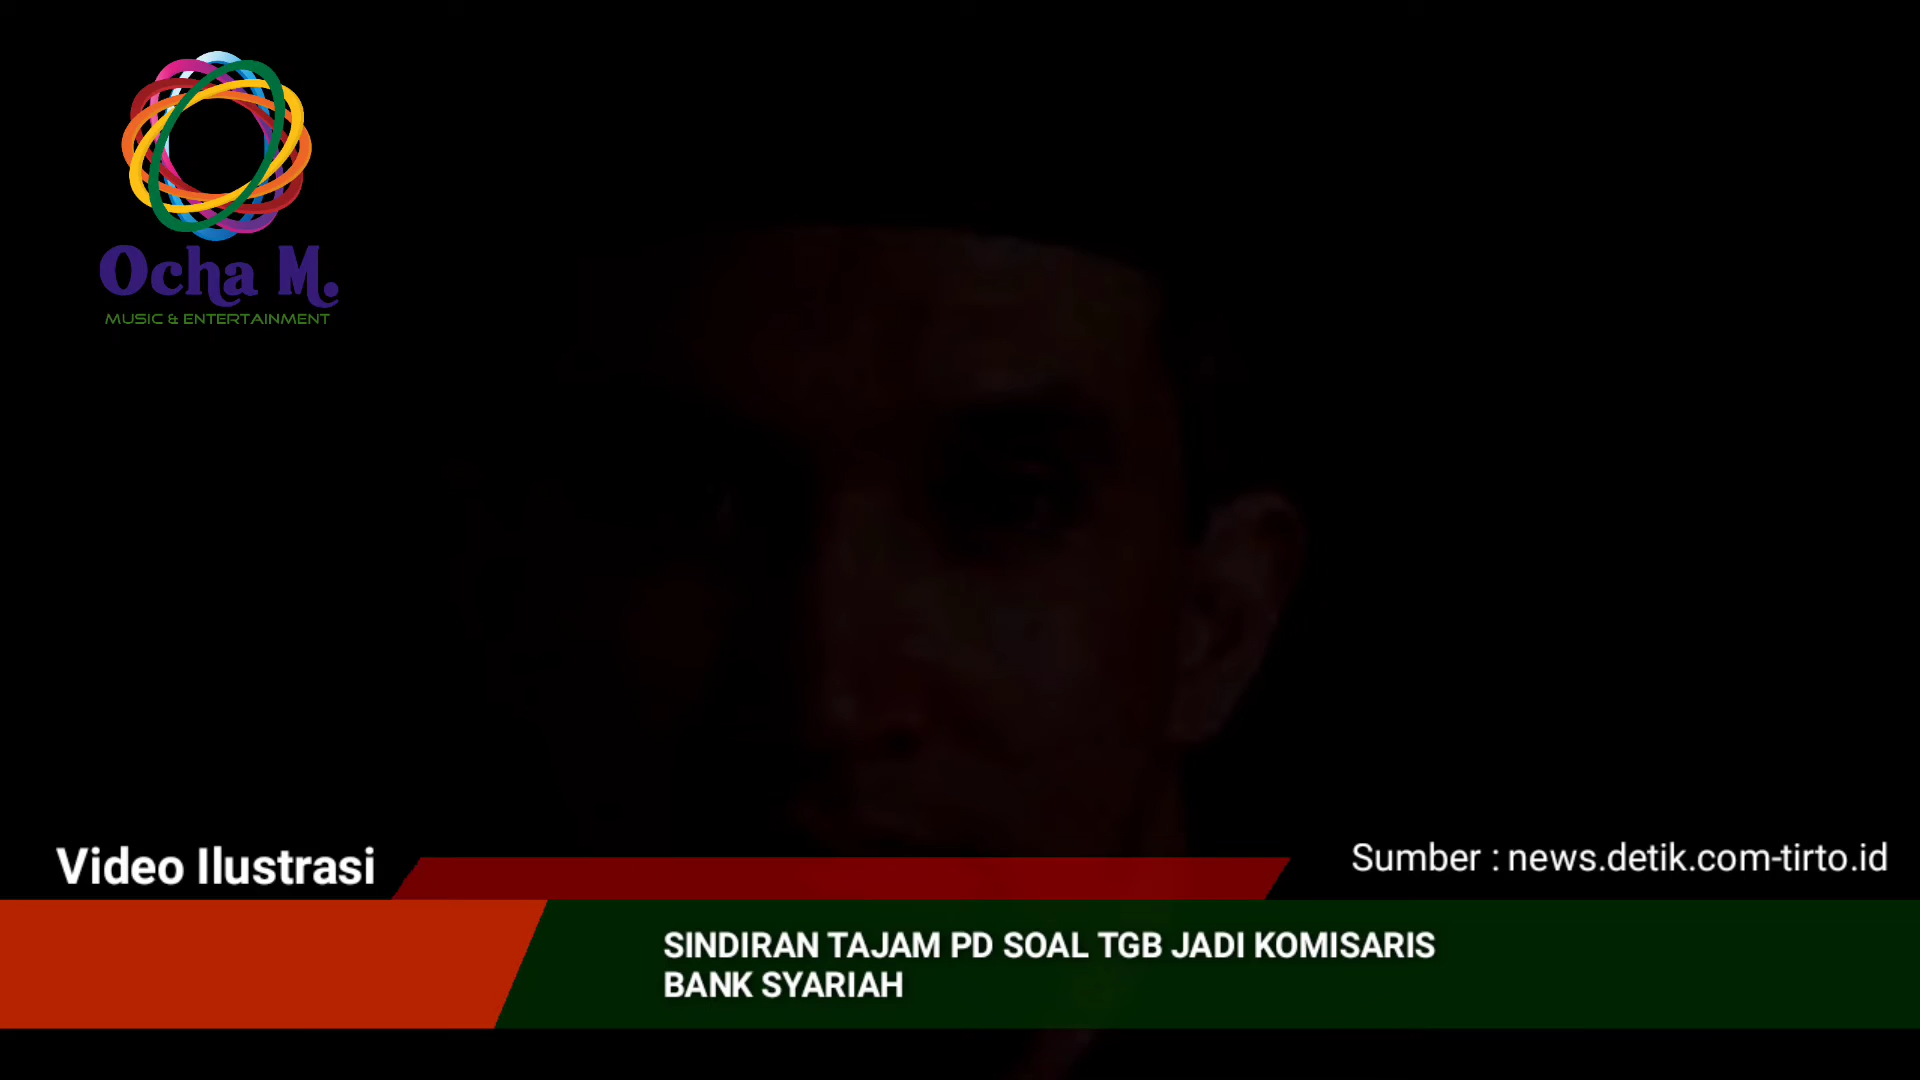 Ocha M.
MUSIC & ENTERTAINMENT
Video Ilustrasi
Sumber : news.detik.com-tirto.id
SINDIRAN TAJAM PD SOAL TGB JADI KOMISARIS
BANK SYARIAH